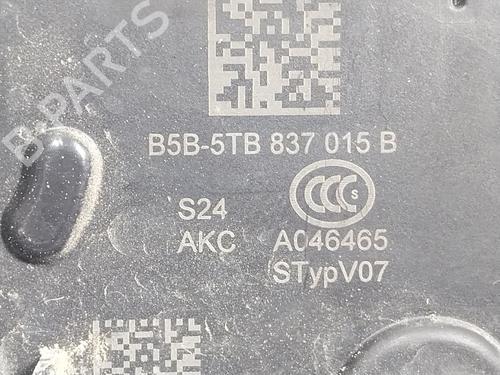 B-PARTS
B5B-5TB 837 015 B
CCC S
S24
AKC A046465
STypV07